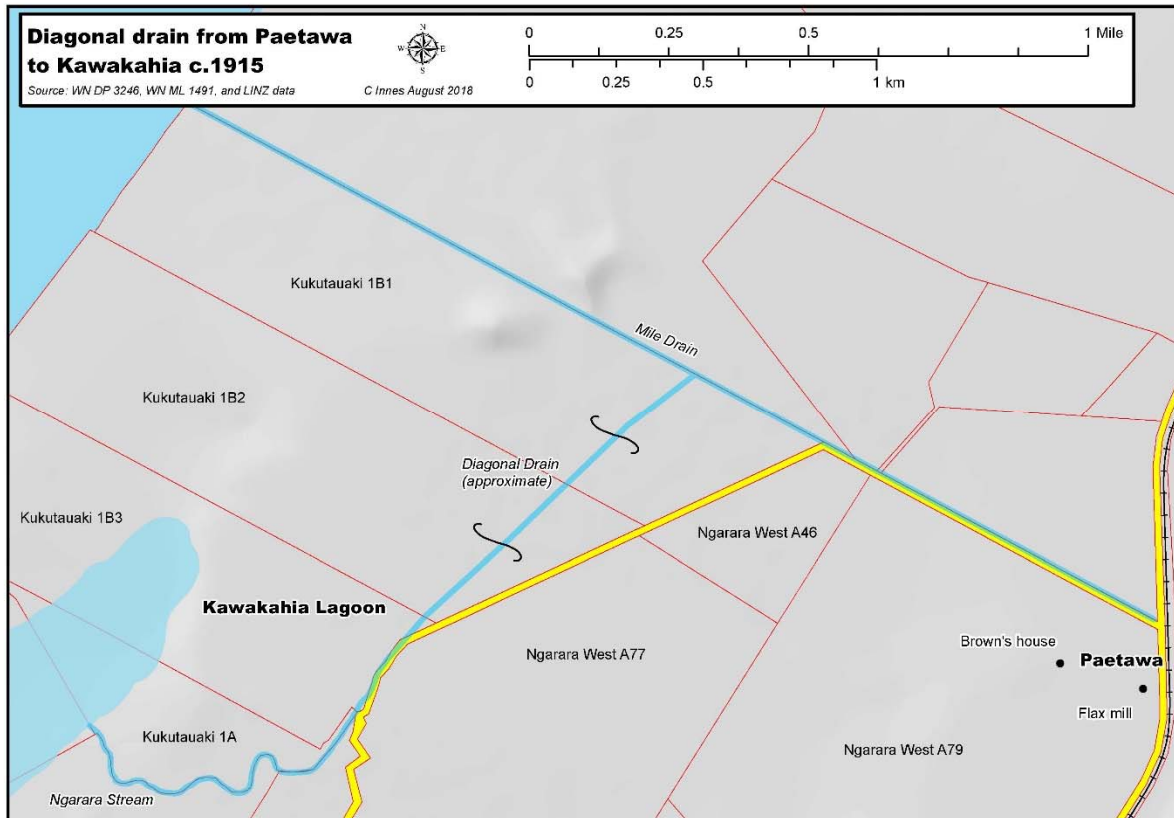 Diagonal drain from Paetawa
to Kawakahia c.1915
Source: WN DP 3246, WN ML 1491, and LINZ data
C Innes August 2018
N
W E
S
0 0.25 0.5 1 Mile
0 0.25 0.5 1 km
Kukutauaki 1B1
Mile Drain
Kukutauaki 1B2
Diagonal Drain
(approximate)
Kukutauaki 1B3
Ngarara West A46
Kawakahia Lagoon
Brown's house
Ngarara West A77
Paetawa
Flax mill
Kukutauaki 1A
Ngarara West A79
Ngarara Stream